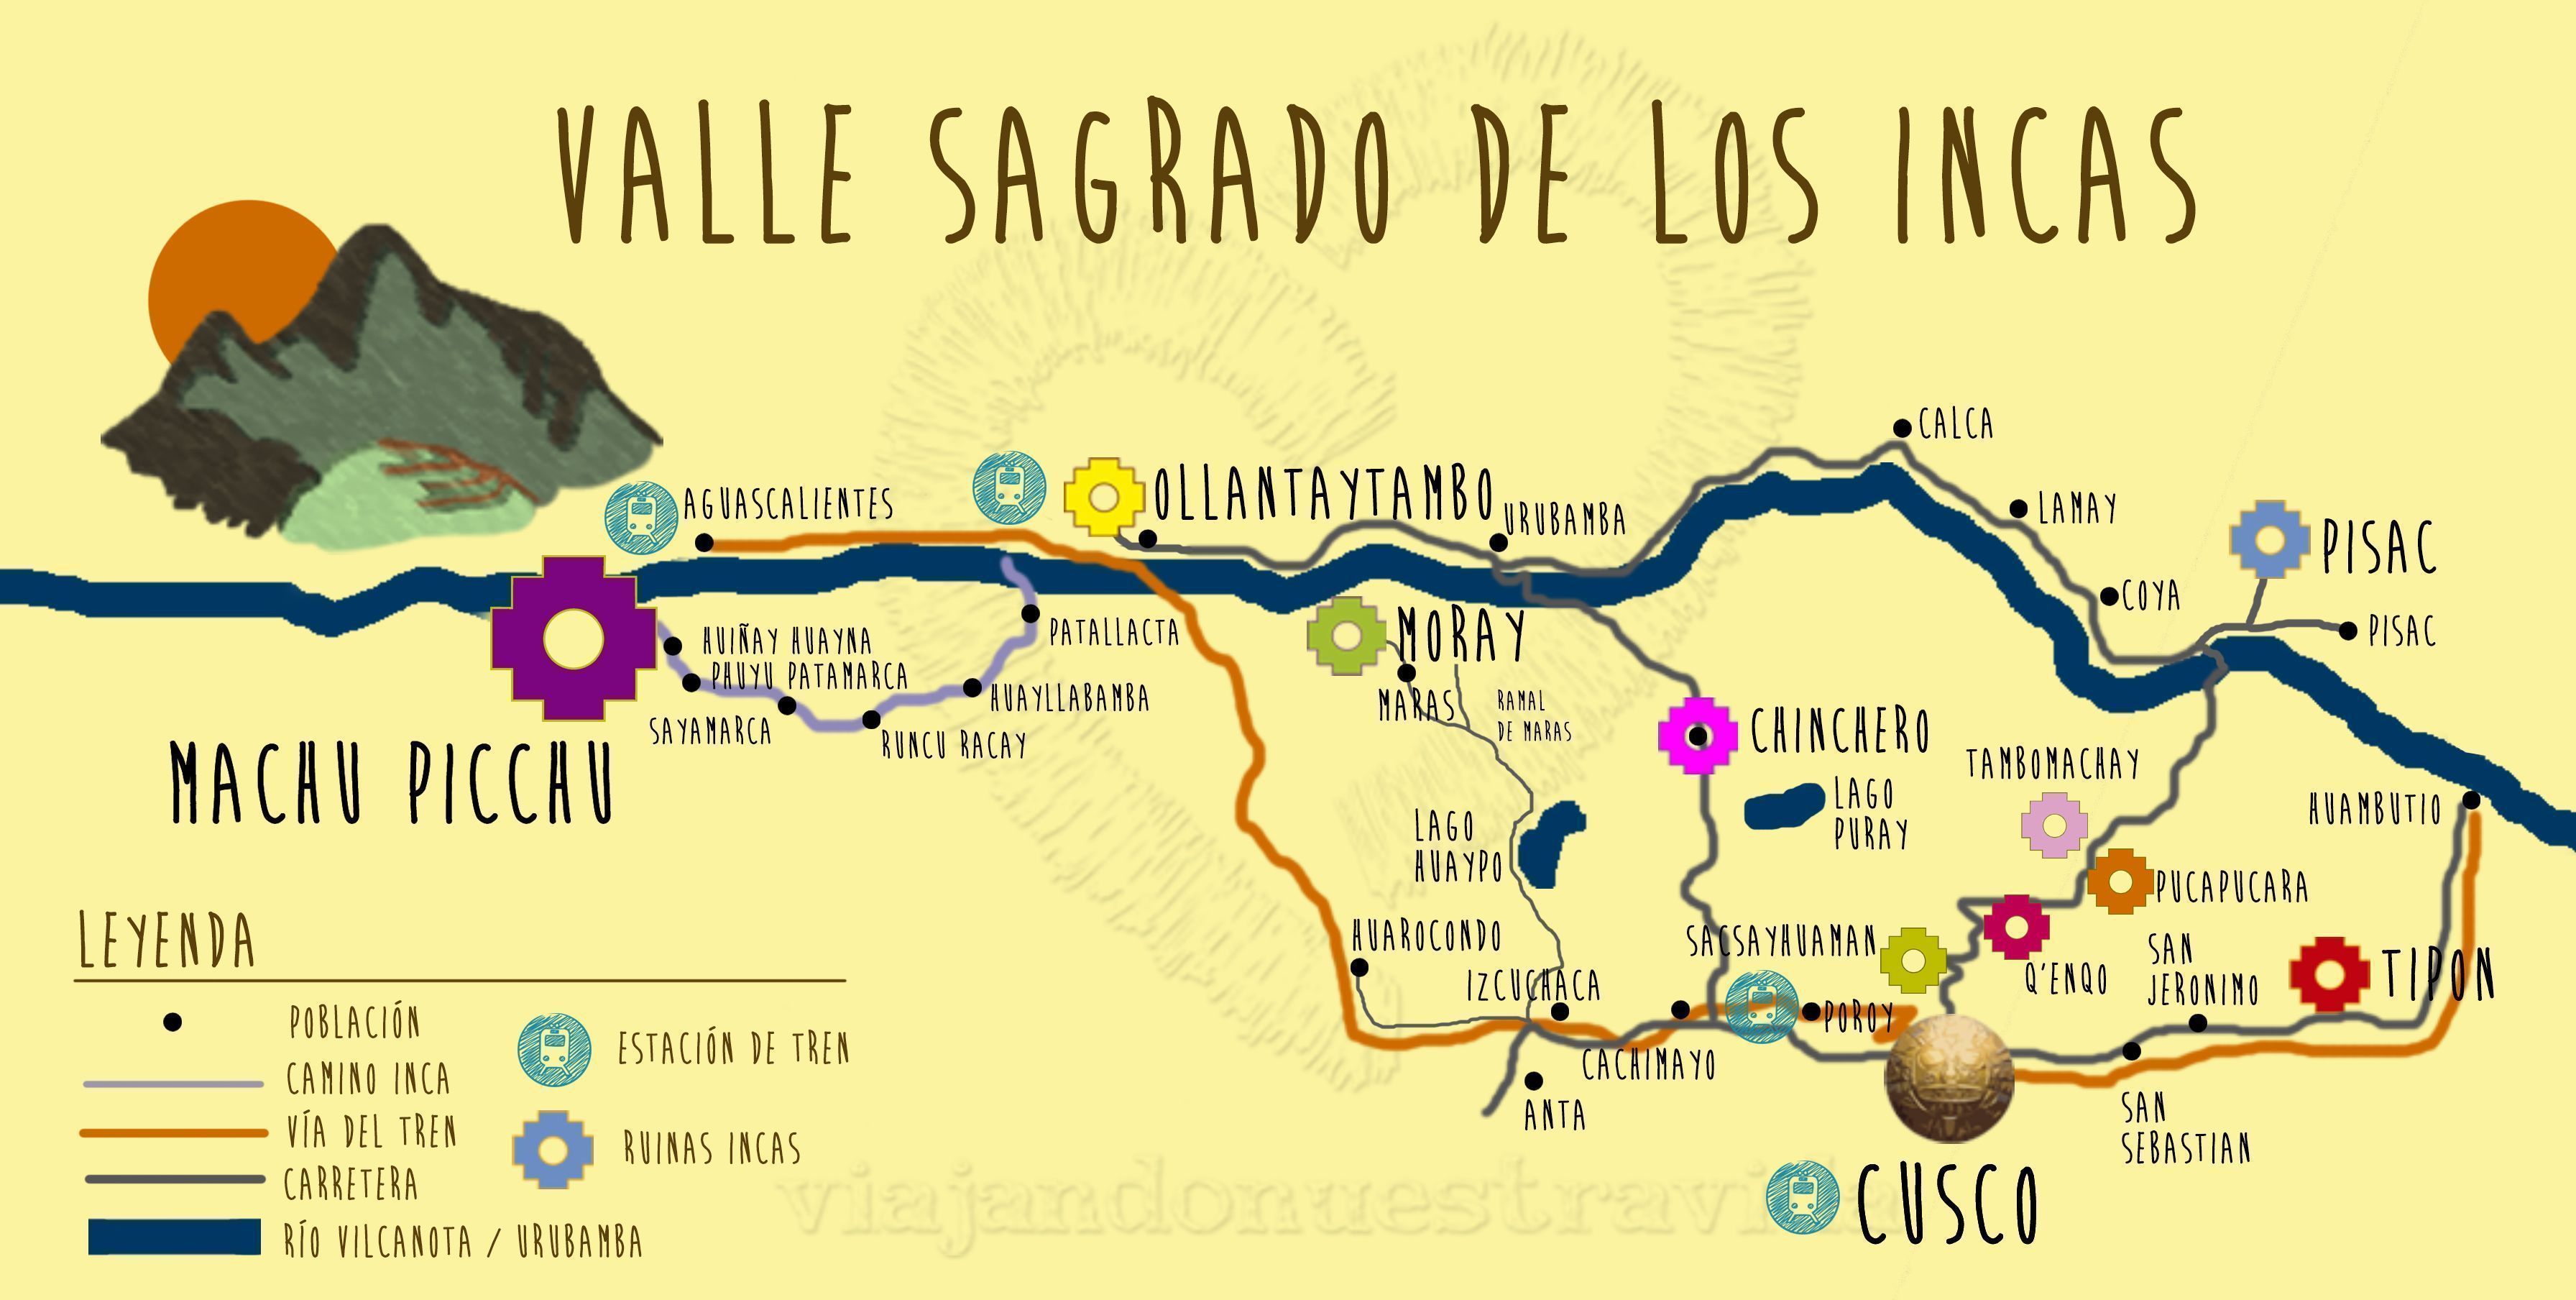 VALLE SAGRADO DE LOS INCAS
CALCA
AGUASCALIENTES
OLLANTAYTAMBO
URUBAMBA
LAMAY
PISAC
COYA
PISAC
HUIÑAY HUAYNA
PHUYU PATAMARCA
PATALLACTA
MORAY
HUAYLLABAMBA
MARAS
RAMAL
DE MARAS
SAYAMARCA
RUNCU RACAY
CHINCHERO
MACHU PICCHU
TAMBOMACHAY
LAGO
PURAY
HUAMBUTIO
LAGO
HUAYPO
PUCAPUCARA
HUAROCONDO
SACSAYHUAMAN
Q'ENQO
SAN
JERONIMO
TIPON
IZCUCHACA
POROY
CACHIMAYO
ANTA
SAN
SEBASTIAN
CUSCO
LEYENDA
POBLACIÓN
CAMINO INCA
VÍA DEL TREN
CARRETERA
RÍO VILCANOTA / URUBAMBA
ESTACIÓN DE TREN
RUINAS INCAS
viajandonuestravida